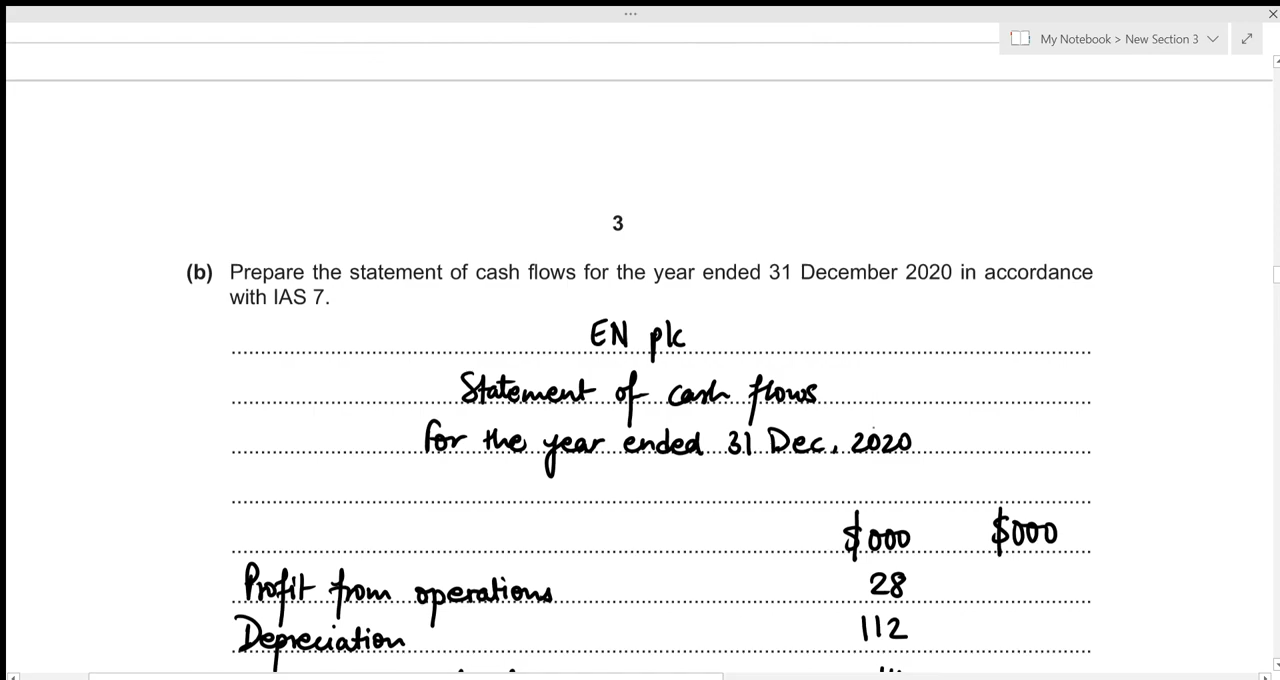 ...
My Notebook > New Section 3
3
(b) Prepare the statement of cash flows for the year ended 31 December 2020 in accordance
with IAS 7.
EN plc
Statement of cash flows
for the year ended 31 Dec. 2020
$000 $000
Profit from operations 28
Depreciation 112